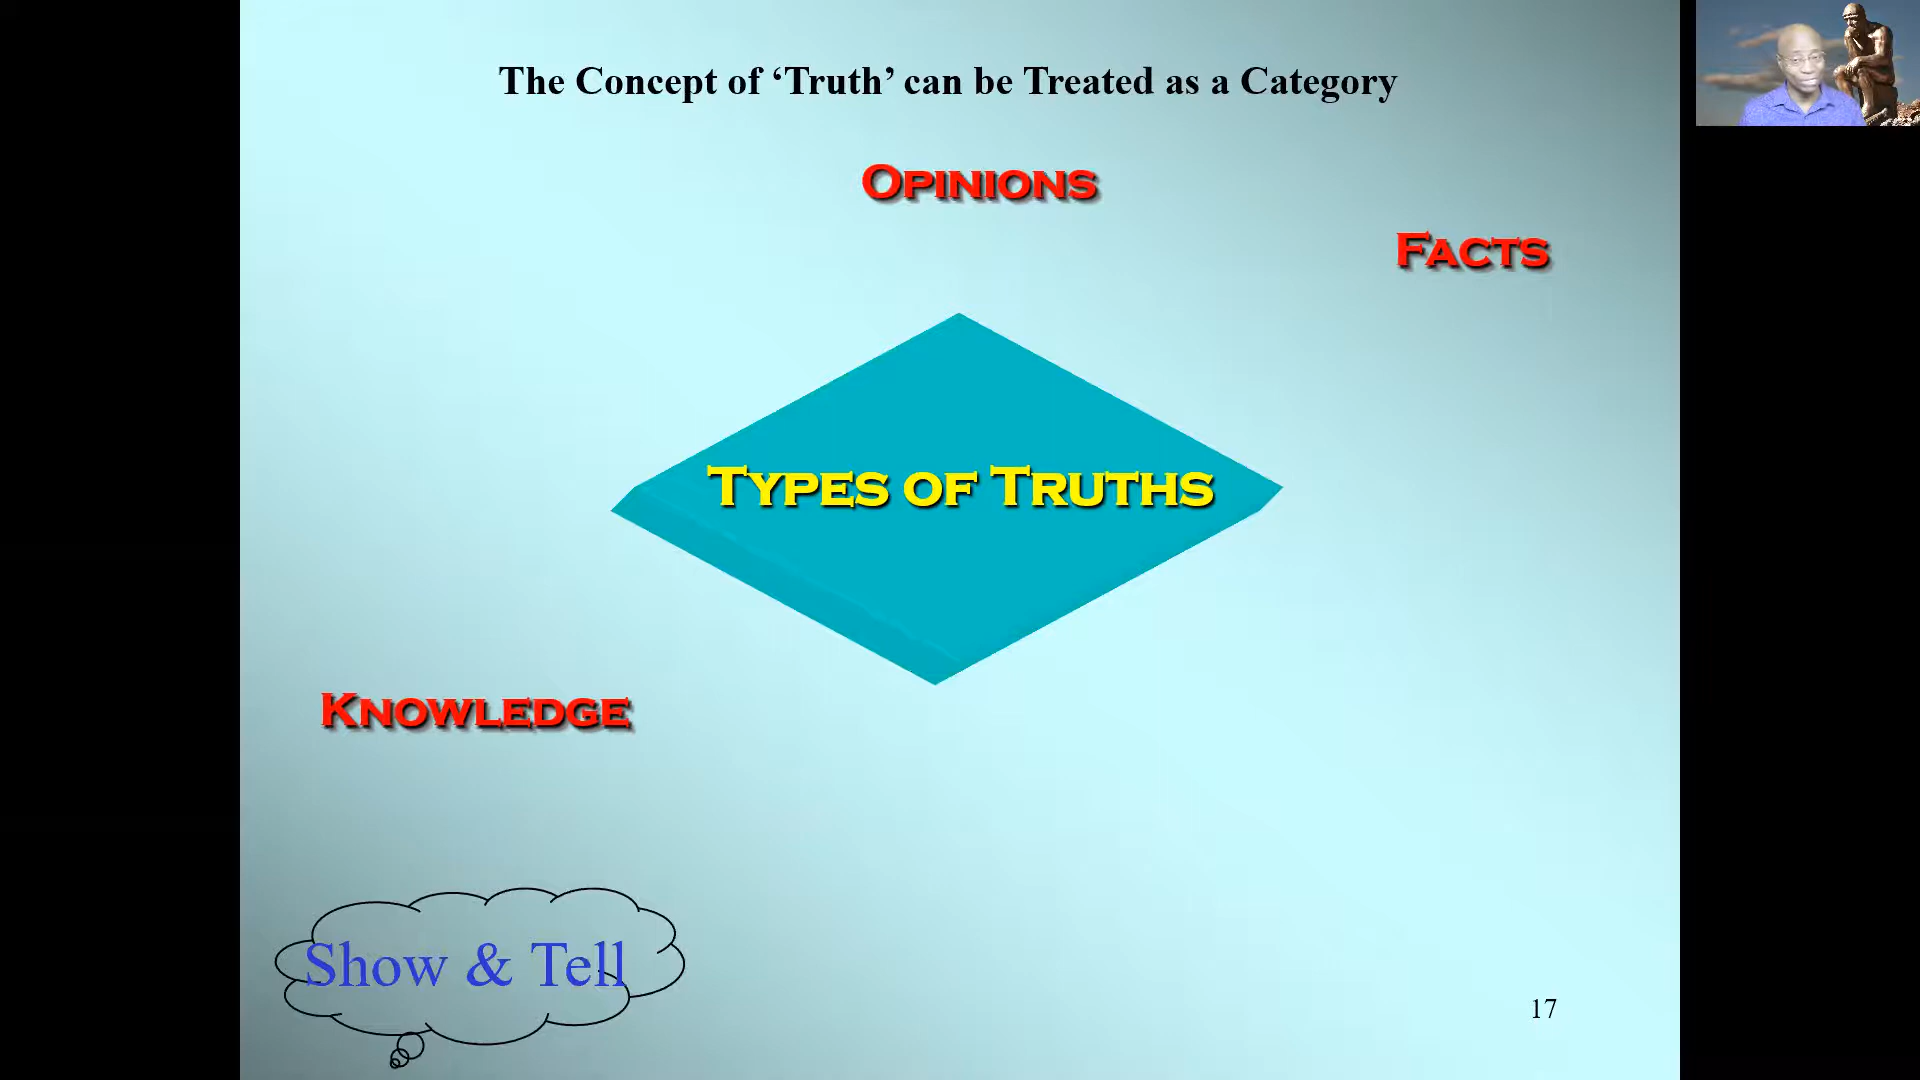 The Concept of ‘Truth’ can be Treated as a Category
Opinions
Facts
Types of Truths
Knowledge
Show & Tell
17